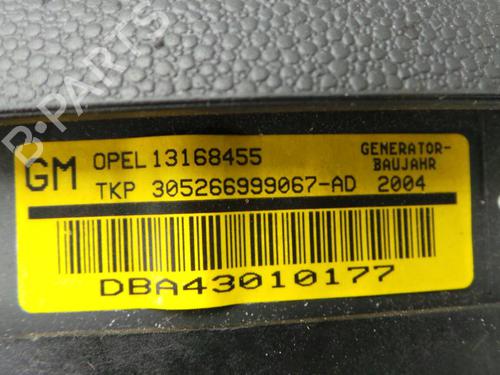 B-PARTS
GM OPEL 13168455 GENERATOR-
BAUJAHR
TKP 305266999067-AD 2004
DBA43010177